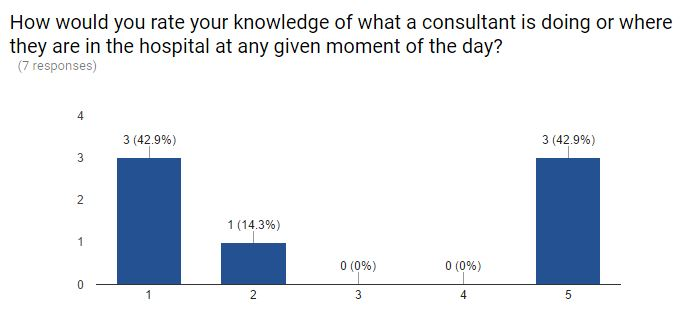 How would you rate your knowledge of what a consultant is doing or where
they are in the hospital at any given moment of the day?
(7 responses)
4
3 (42.9%) 3 (42.9%)
3
2
1 (14.3%)
1
0 (0%) 0 (0%)
0
1 2 3 4 5